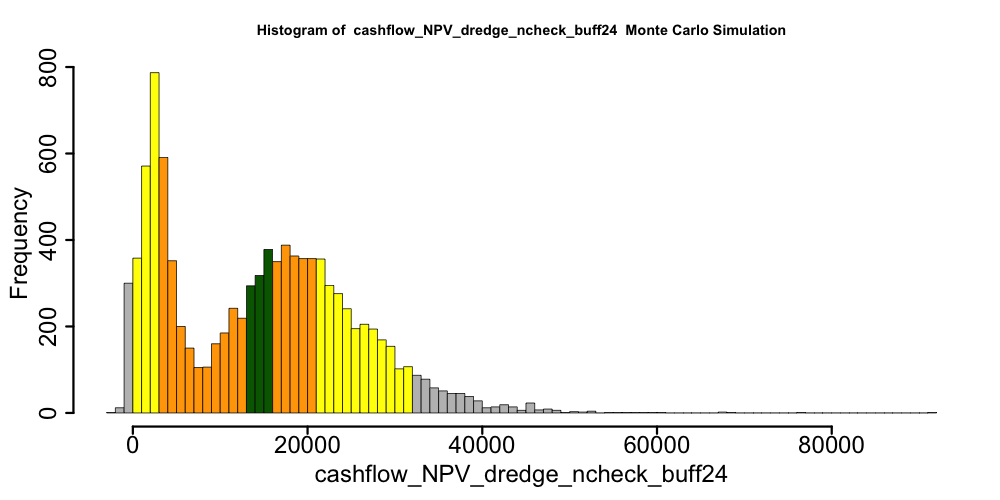 Histogram of cashflow_NPV_dredge_ncheck_buff24 Monte Carlo Simulation
Frequency
800
600
400
200
0
0 20000 40000 60000 80000
cashflow_NPV_dredge_ncheck_buff24